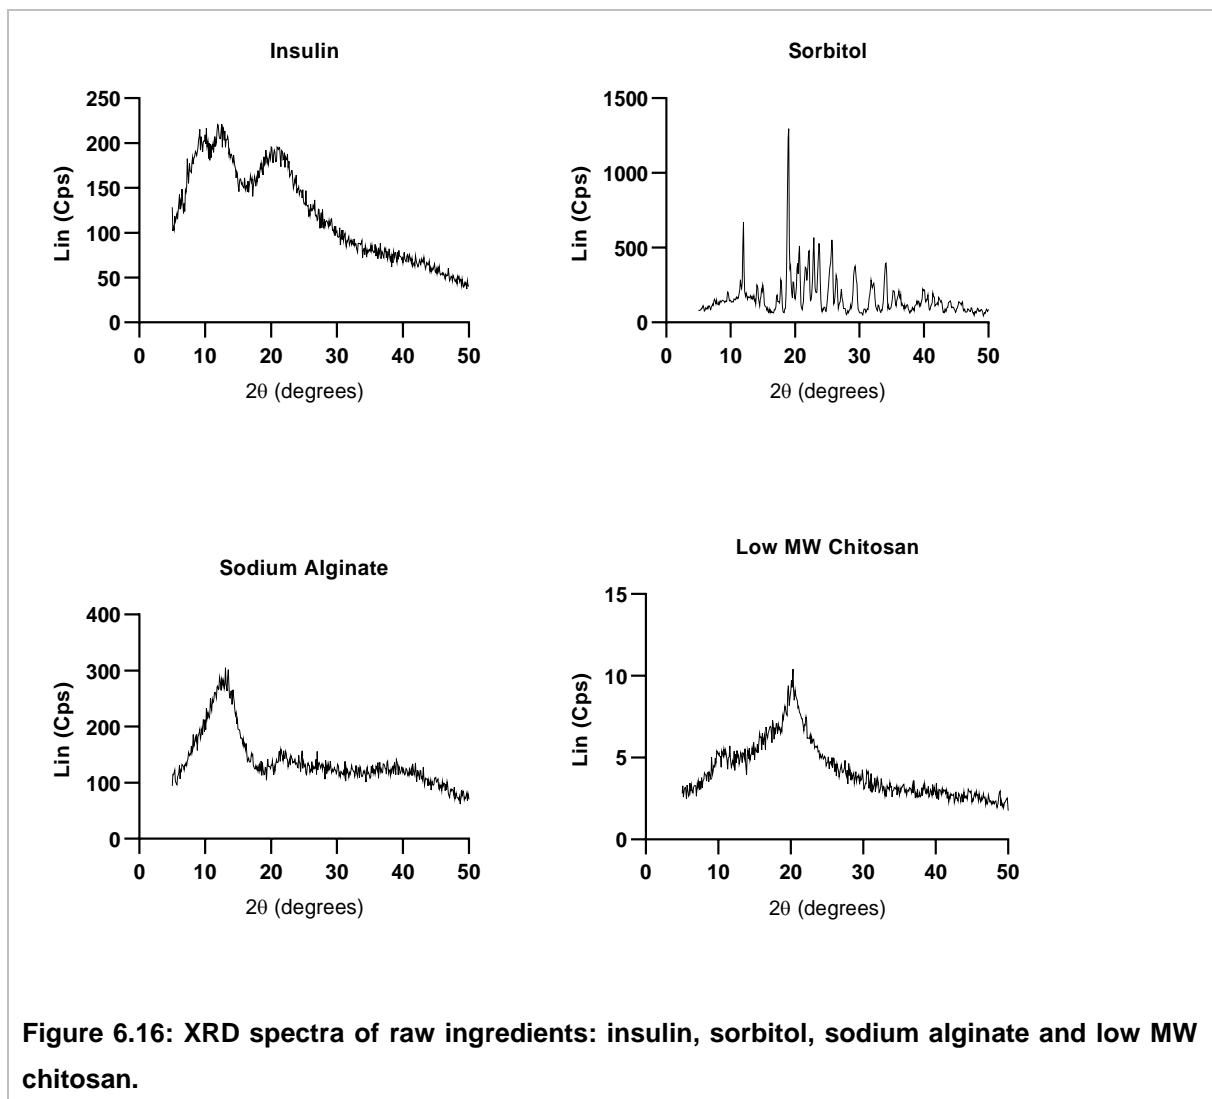 Insulin
250
200
150
100
50
0
Lin (Cps)
0 10 20 30 40 50
2θ (degrees)
Sorbitol
1500
1000
500
0
Lin (Cps)
0 10 20 30 40 50
2θ (degrees)
Sodium Alginate
400
300
200
100
0
Lin (Cps)
0 10 20 30 40 50
2θ (degrees)
Low MW Chitosan
15
10
5
0
Lin (Cps)
0 10 20 30 40 50
2θ (degrees)
Figure 6.16: XRD spectra of raw ingredients: insulin, sorbitol, sodium alginate and low MW
chitosan.